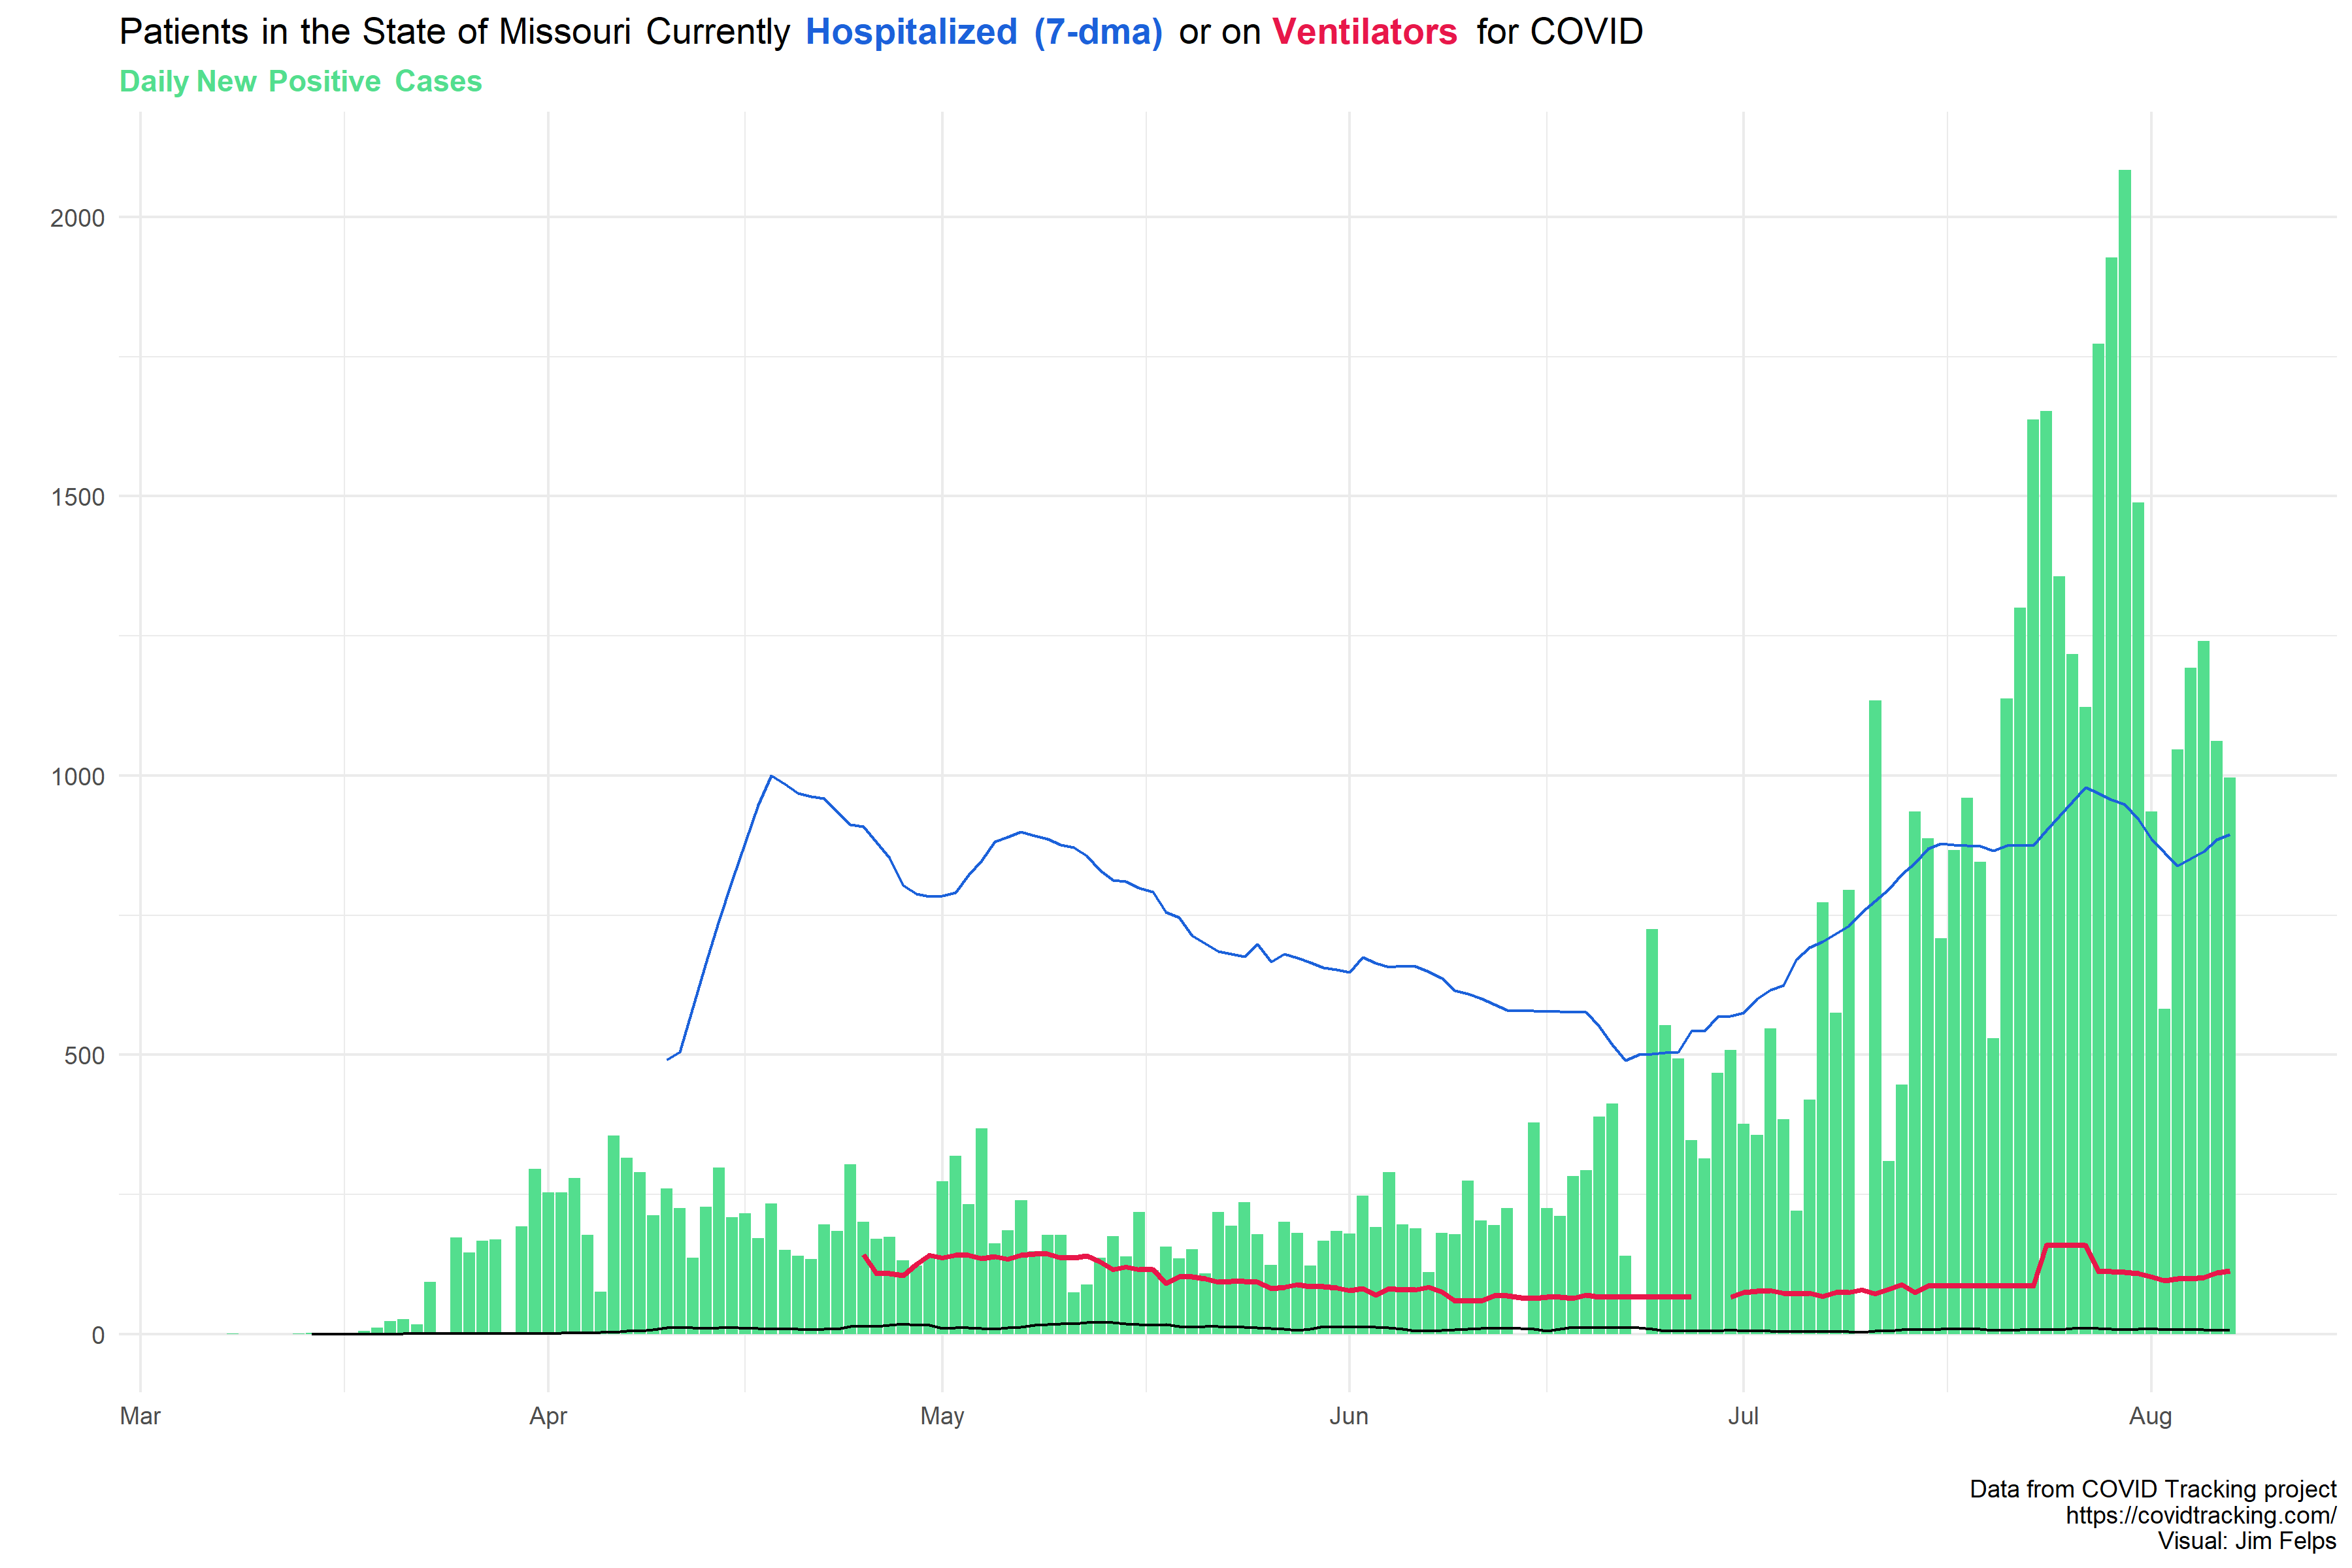 Patients in the State of Missouri Currently Hospitalized (7-dma) or on Ventilators for COVID
Daily New Positive Cases
2000
1500
1000
500
0
Mar Apr May Jun Jul Aug
Data from COVID Tracking project
https://covidtracking.com/
Visual: Jim Felps